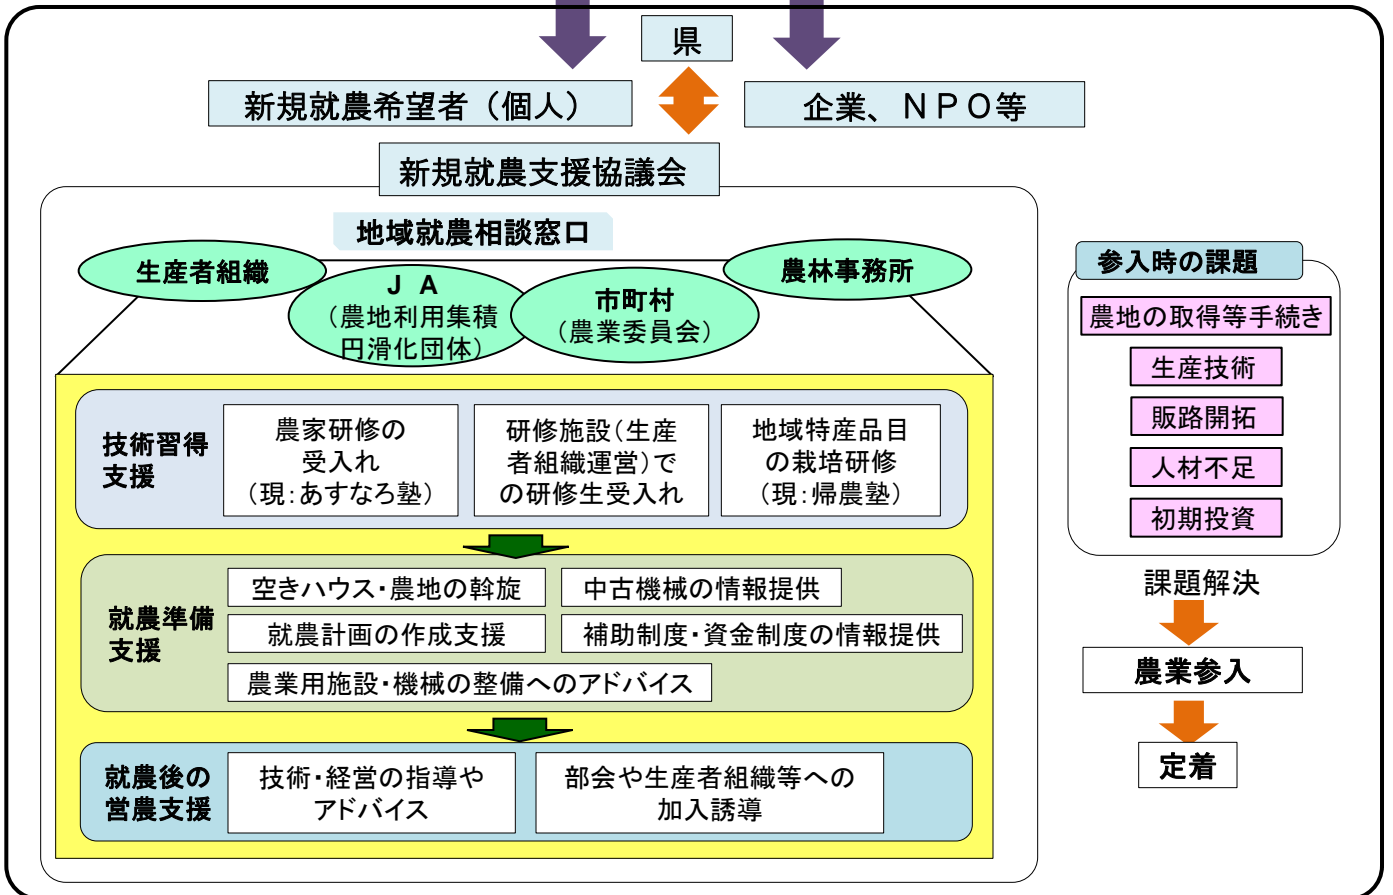 県
新規就農希望者（個人）
企業、ＮＰＯ等
新規就農支援協議会
地域就農相談窓口
生産者組織
ＪＡ
（農地利用集積
円滑化団体）
市町村
（農業委員会）
農林事務所
技術習得
支援
農家研修の
受入れ
（現：あすなろ塾）
研修施設（生産
者組織運営）で
の研修生受入れ
地域特産品目
の栽培研修
（現：帰農塾）
就農準備
支援
空きハウス・農地の斡旋
中古機械の情報提供
就農計画の作成支援
補助制度・資金制度の情報提供
農業用施設・機械の整備へのアドバイス
就農後の
営農支援
技術・経営の指導や
アドバイス
部会や生産者組織等への
加入誘導
参入時の課題
農地の取得等手続き
生産技術
販路開拓
人材不足
初期投資
課題解決
農業参入
定着